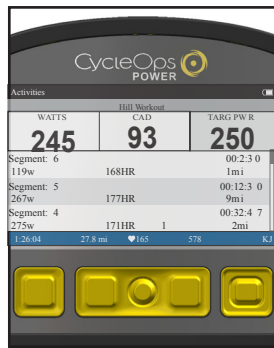 CycleOps
POWER
Activities
Hill Workout
WATTS CAD TARG PW R
245 93 250
Segment: 6 00:2:3 0
119w 168HR 1mi
Segment: 5 00:12:3 0
267w 177HR 9mi
Segment: 4 00:32:4 7
275w 171HR 1 2mi
1:26:04 27.8 mi 165 578 KJ